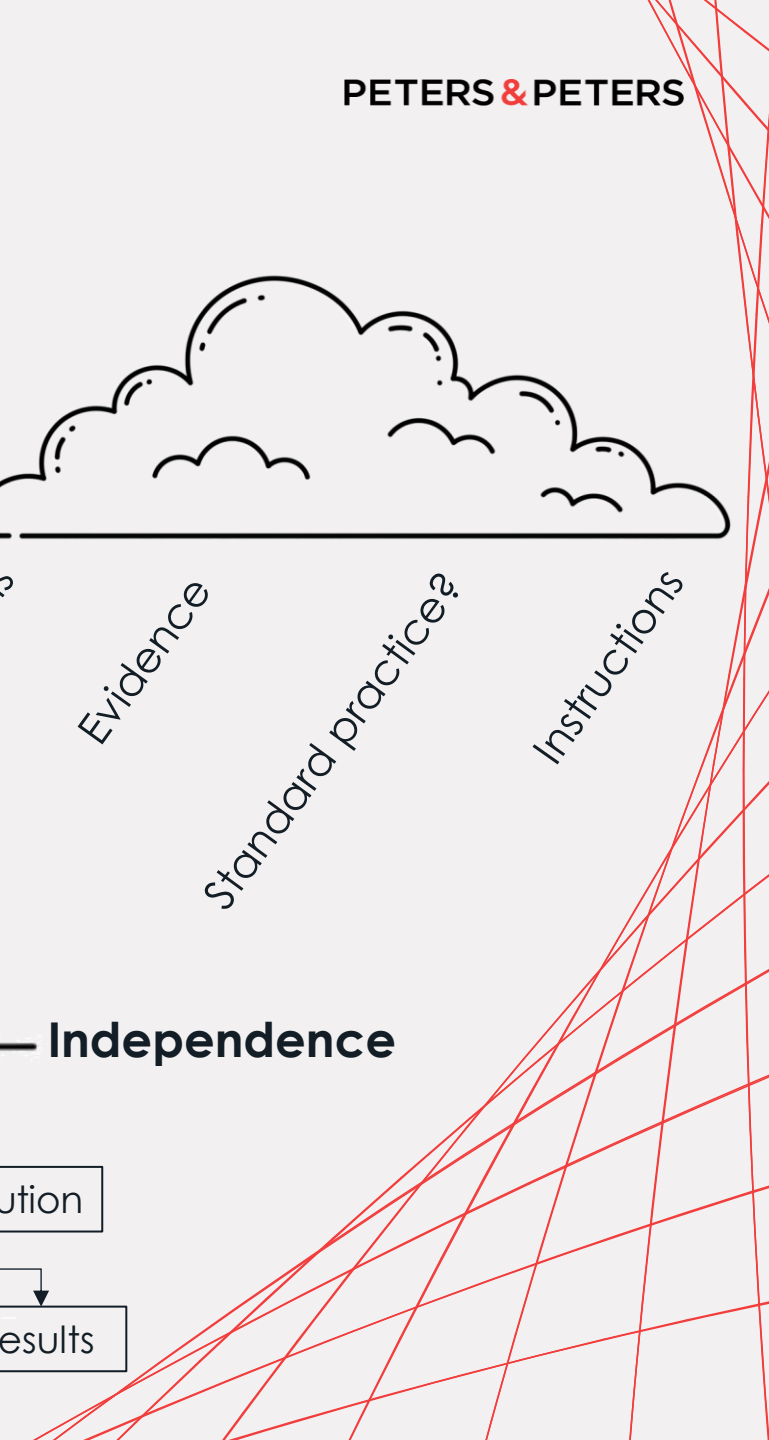 PETERS & PETERS
Evidence
Standard practice?
Instructions
Independence
ution
esults